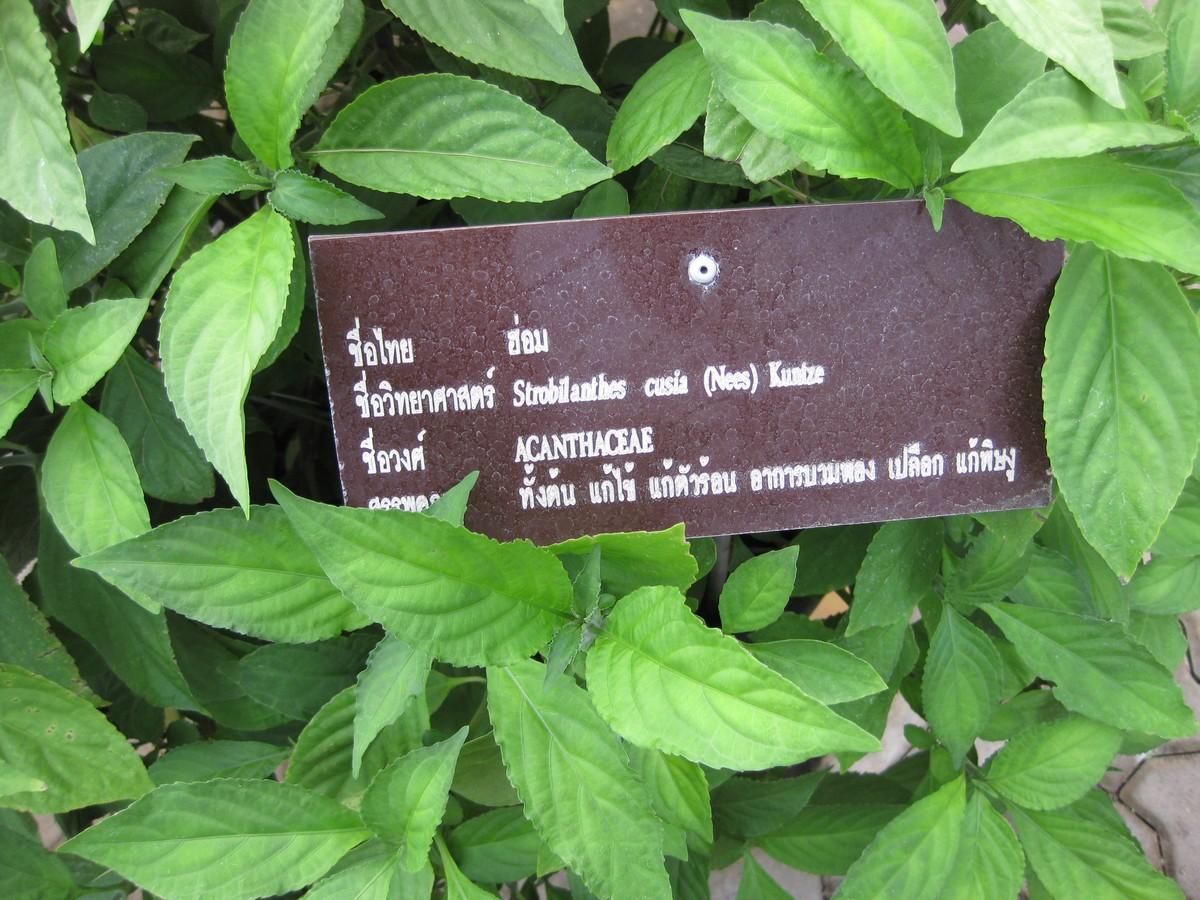 ชื่อไทย ฮ่อม
ชื่อวิทยาศาสตร์ Strobilanthes cusia (Nees) Kuntze
ชื่อวงศ์ ACANTHACEAE
ทั้งต้น แก้ไข้ แก้ตัวร้อน อาการบวมพอง เปลือก แก้พิษงู